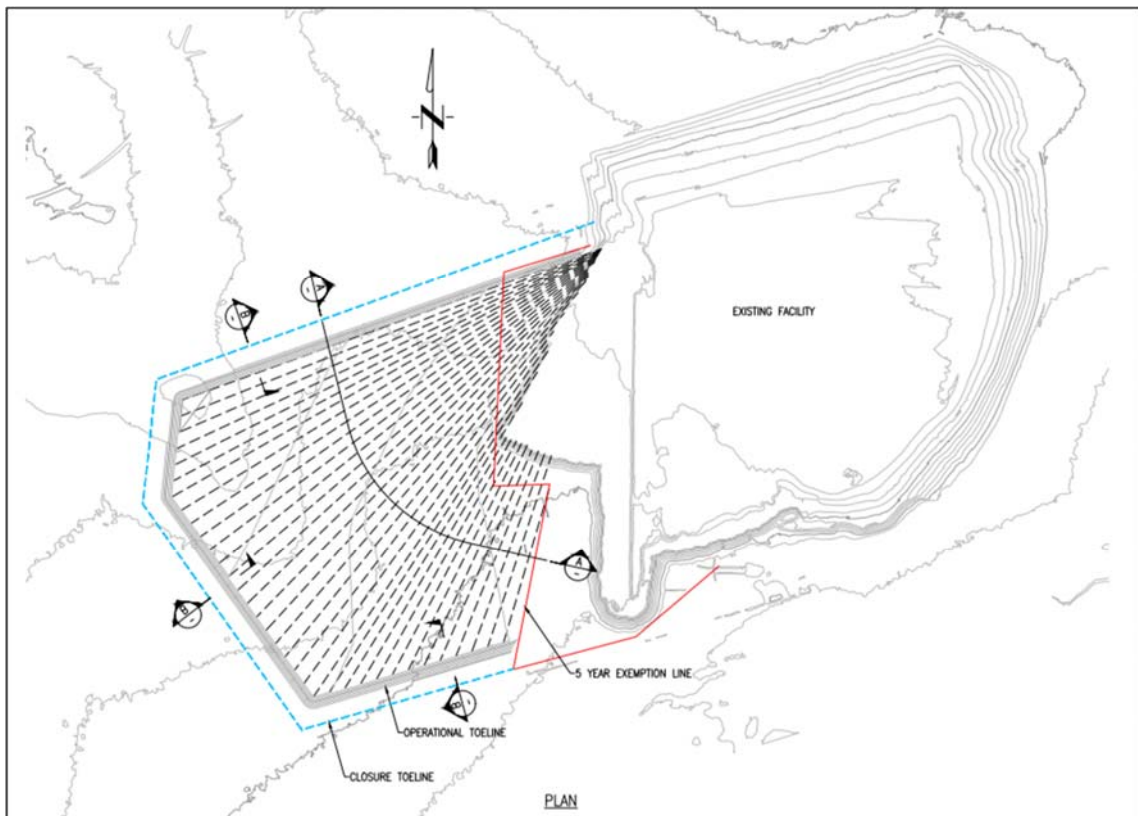 N
A
B
EXISTING FACILITY
A
B
5 YEAR EXEMPTION LINE
B
OPERATIONAL TOELINE
CLOSURE TOELINE
PLAN